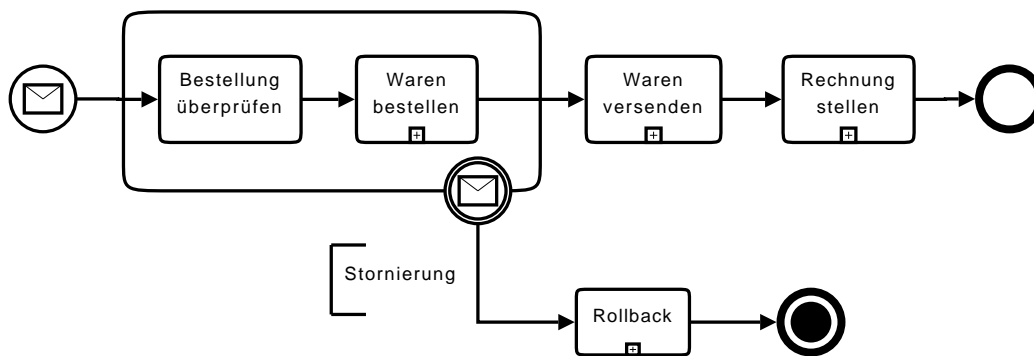 Bestellung
überprüfen
Waren
bestellen
Waren
versenden
Rechnung
stellen
Stornierung
Rollback